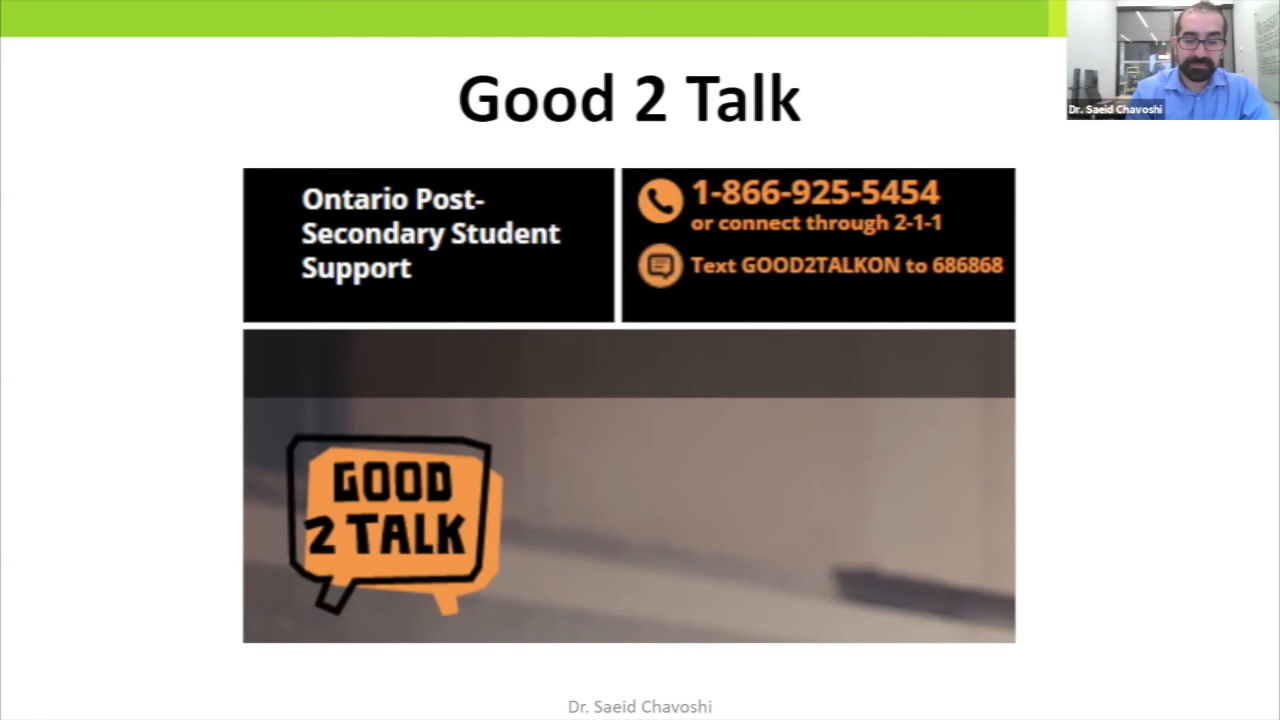 Good 2 Talk
Dr. Saeid Chavoshi
Ontario Post-
Secondary Student
Support
1-866-925-5454
or connect through 2-1-1
Text GOOD2TALKON to 686868
GOOD
2 TALK
Dr. Saeid Chavoshi